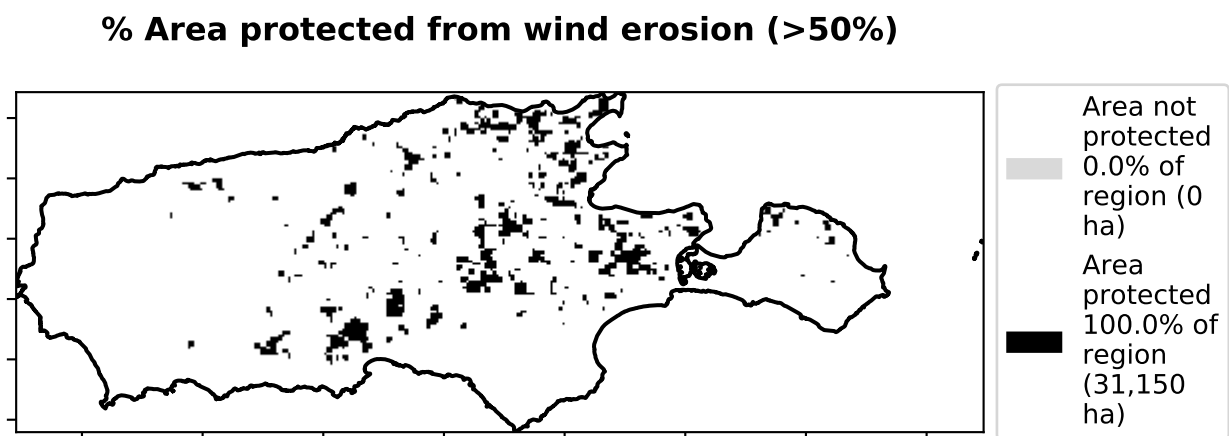 % Area protected from wind erosion (>50%)
Area not
protected
0.0% of
region (0
ha)
Area
protected
100.0% of
region
(31,150
ha)